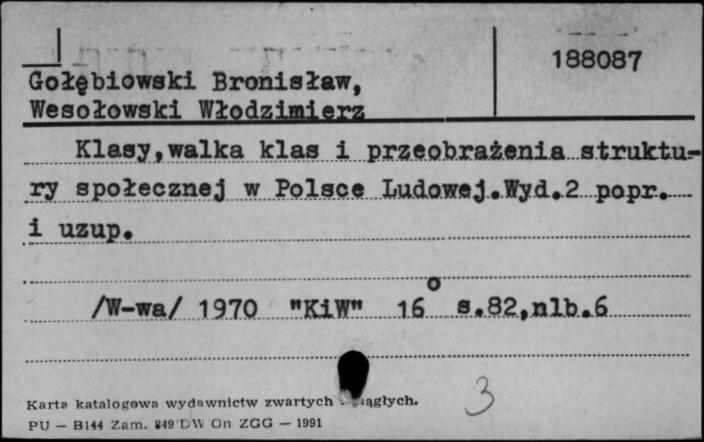 188087
Gołębiowski Bronisław,
Wesołowski Włodzimierz
Klasy,walka klas i przeobrażenia struktu-
ry społecznej w Polsce Ludowej.Wyd.2 popr.
i uzup.
/W-wa/ 1970 "KiW" 16° s.82,nlb.6
3
Karta katalogowa wydawnictw zwartych ciągłych.
PU — B144 Zam. 849 DW On ZGG — 1991